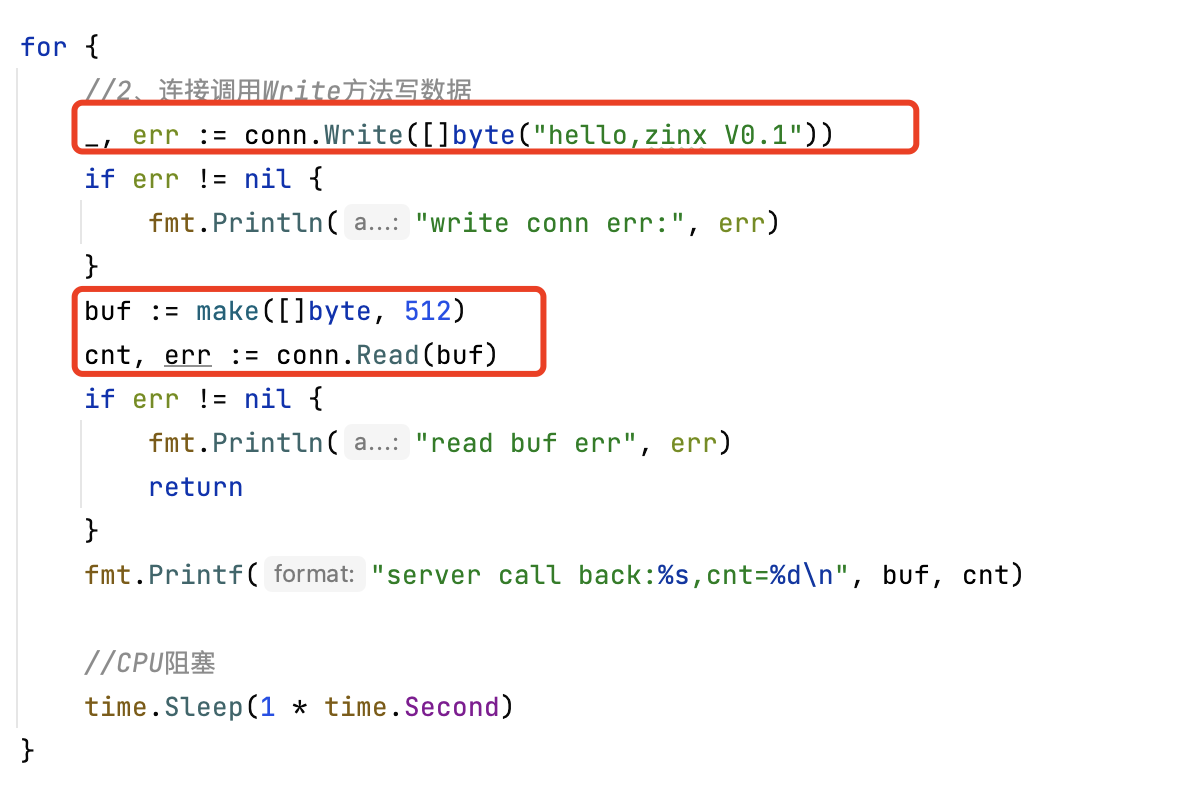 for {
//2、连接调用Write方法写数据
_, err := conn.Write([]byte("hello,zinx V0.1"))
if err != nil {
fmt.Println( a...: "write conn err:", err)
}
buf := make([]byte, 512)
cnt, err := conn.Read(buf)
if err != nil {
fmt.Println( a...: "read buf err", err)
return
}
fmt.Printf( format: "server call back:%s,cnt=%d\n", buf, cnt)
//CPU阻塞
time.Sleep(1 * time.Second)
}